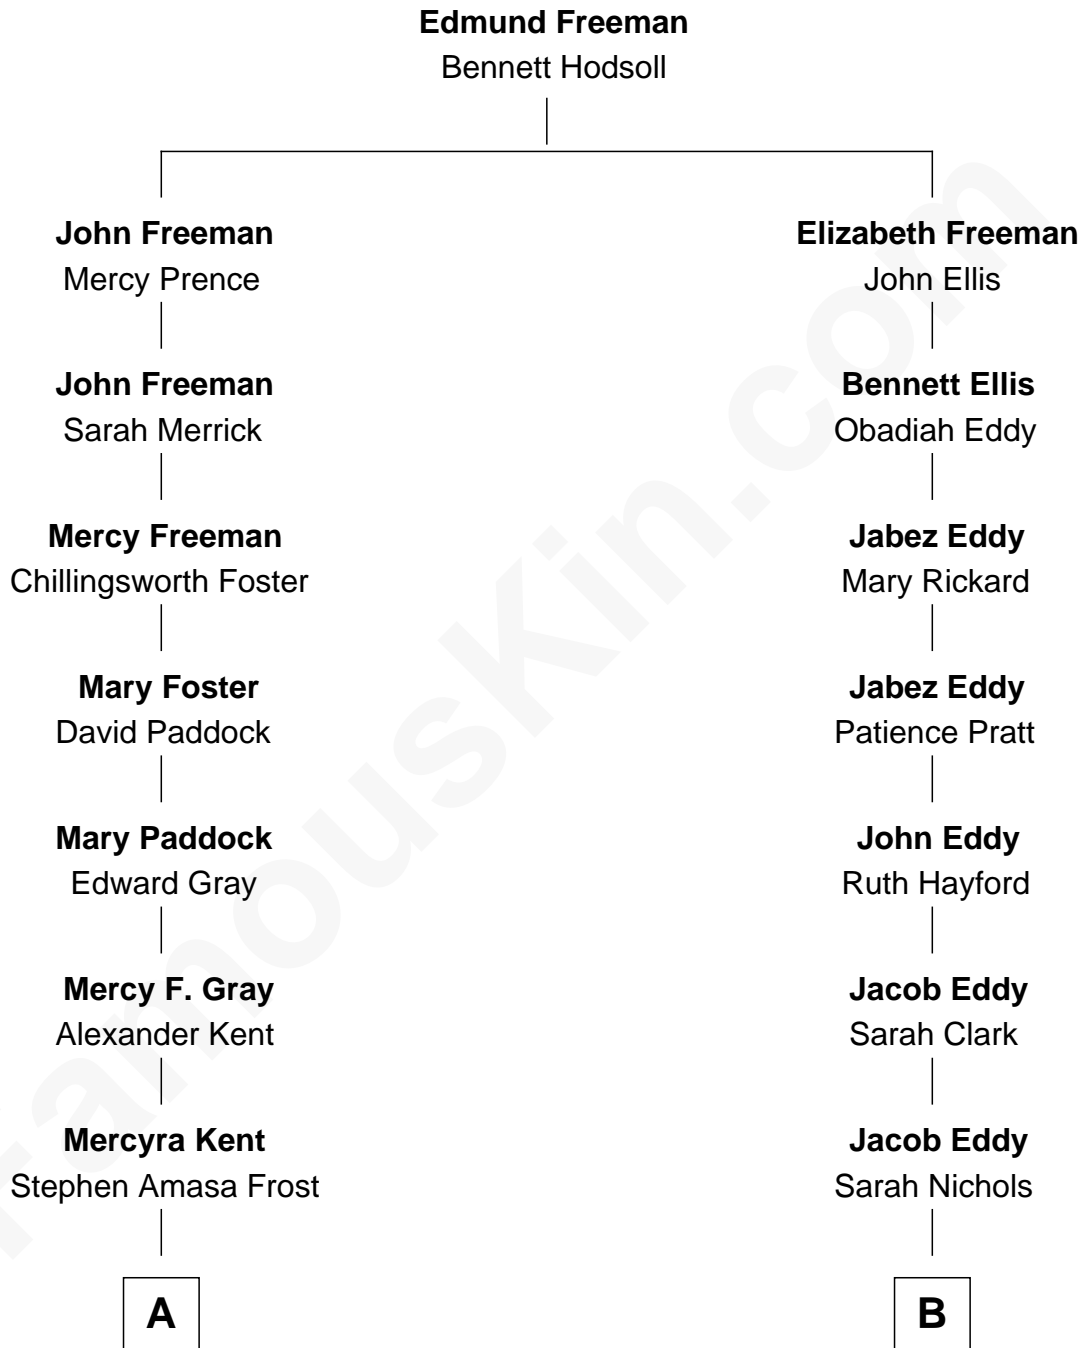 Edmund Freeman
Bennett Hodsoll
John Freeman
Mercy Prence
John Freeman
Sarah Merrick
Mercy Freeman
Chillingsworth Foster
Mary Foster
David Paddock
Mary Paddock
Edward Gray
Mercy F. Gray
Alexander Kent
Mercyra Kent
Stephen Amasa Frost
A
Elizabeth Freeman
John Ellis
Bennett Ellis
Obadiah Eddy
Jabez Eddy
Mary Rickard
Jabez Eddy
Patience Pratt
John Eddy
Ruth Hayford
Jacob Eddy
Sarah Clark
Jacob Eddy
Sarah Nichols
B
FamousKin.com